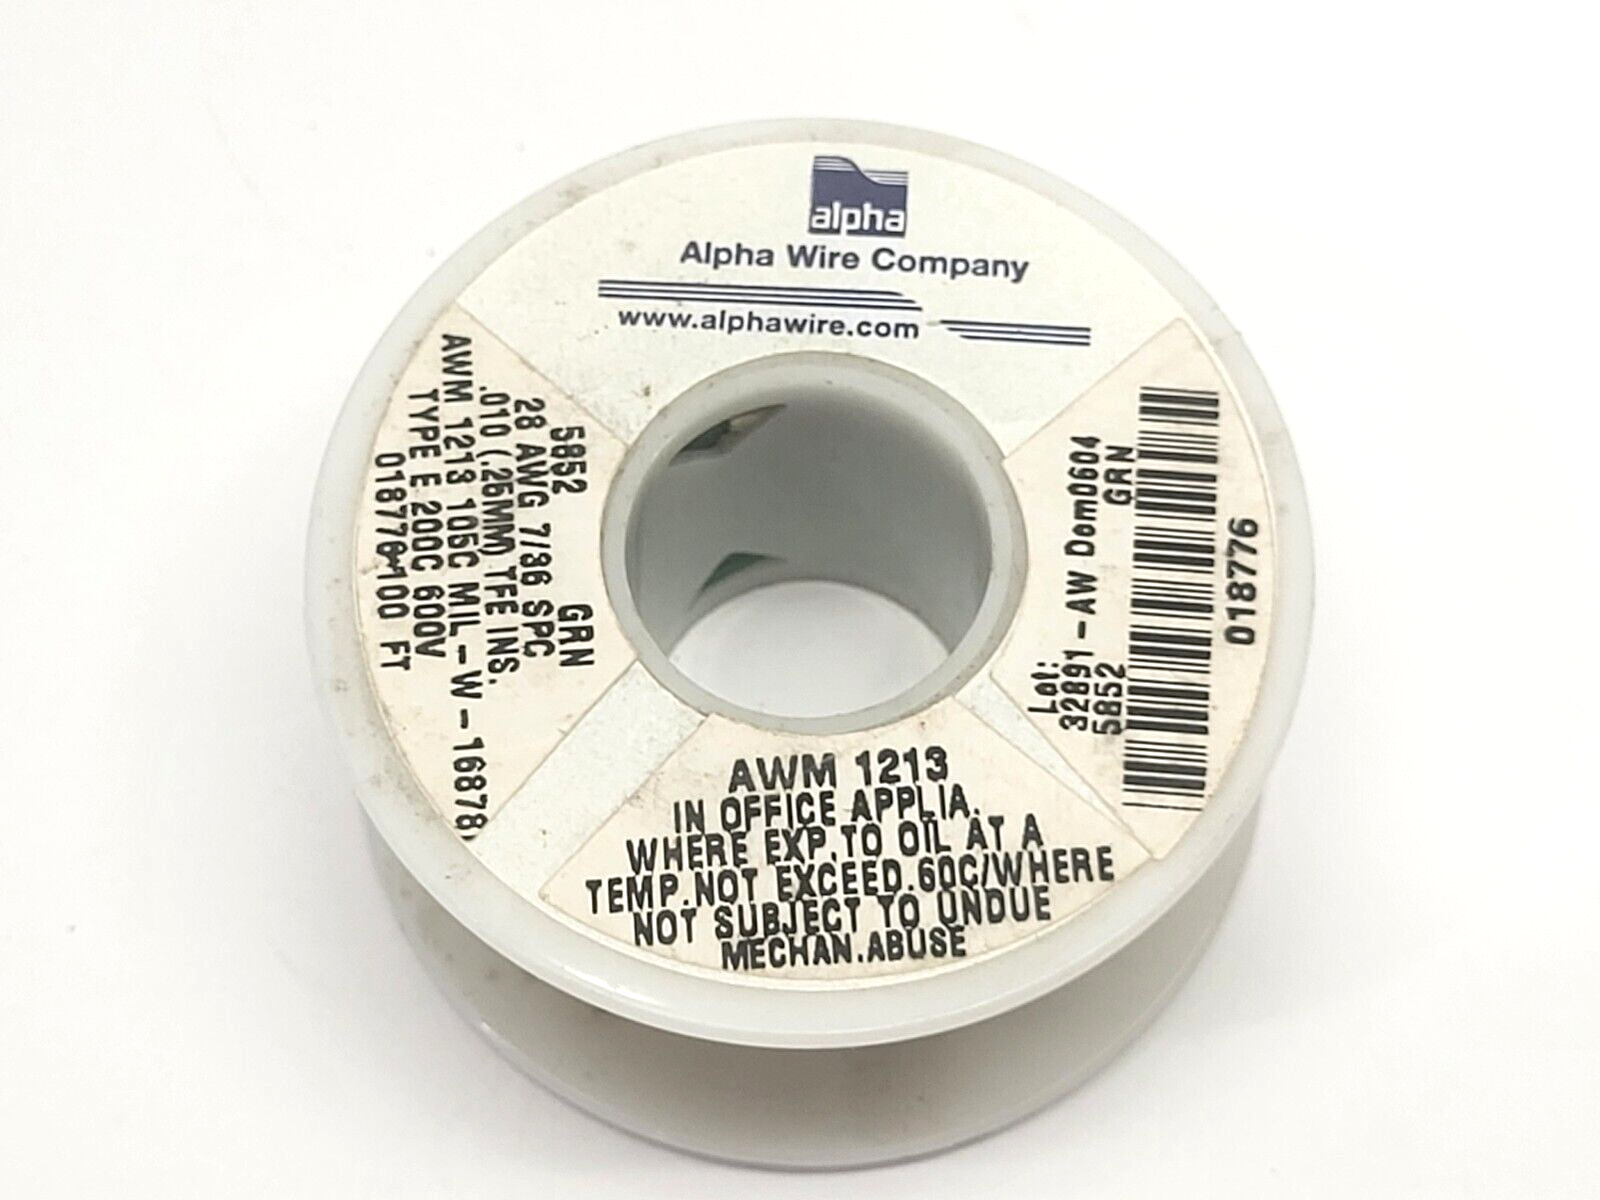 alpha
Alpha Wire Company
www.alphawire.com
5852 GRN
28 AWG 7/36 SPC
.010 (.25MM) TFE INS.
AWM 1213 105C MIL-W-16878
TYPE E 200C 600V
018776-100 FT
Lot:
32891-AW Dom0604
5852 GRN
018776
AWM 1213
IN OFFICE APPLIA.
WHERE EXP.TO OIL AT A
TEMP.NOT EXCEED.60C/WHERE
NOT SUBJECT TO UNDUE
MECHAN.ABUSE